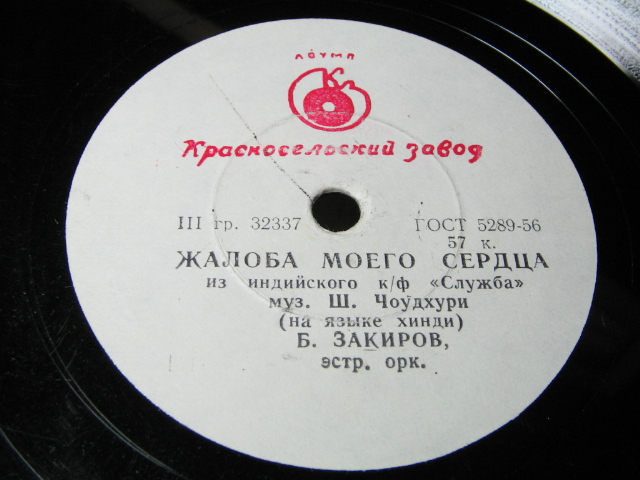 ЛОУМП
Красносельский завод
III гр. 32337 ГОСТ 5289-56
57 к.
ЖАЛОБА МОЕГО СЕРДЦА
из индийского к/ф «Служба»
муз. Ш. Чоудхури
(на языке хинди)
Б. ЗАКИРОВ,
эстр. орк.